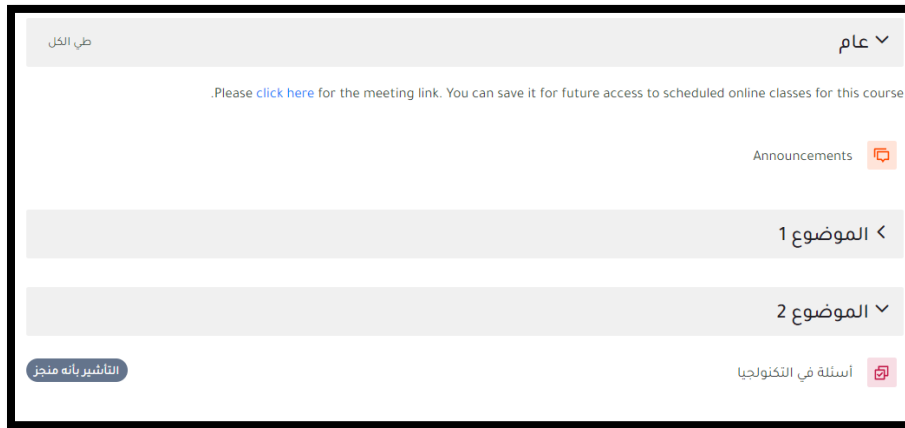 عام
طي الكل
Please click here for the meeting link. You can save it for future access to scheduled online classes for this course.
Announcements
الموضوع 1
الموضوع 2
أسئلة في التكنولجيا
التأشير بأنه منجز